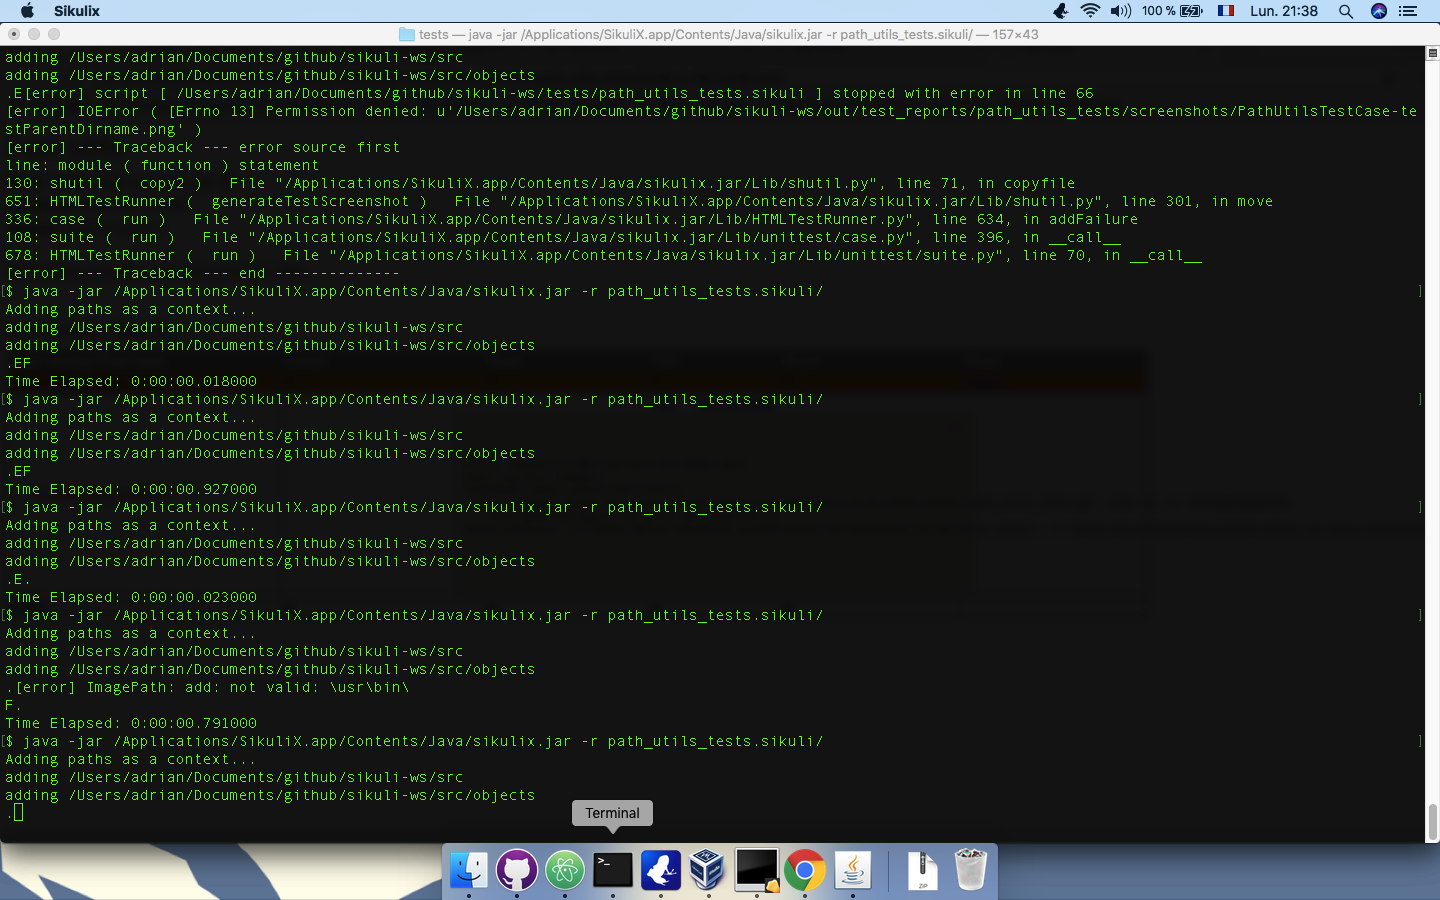 Sikulix
100 %
Lun. 21:38
tests — java -jar /Applications/SikuliX.app/Contents/Java/sikulix.jar -r path_utils_tests.sikuli/ — 157×43
adding /Users/adrian/Documents/github/sikuli-ws/src
adding /Users/adrian/Documents/github/sikuli-ws/src/objects
.E[error] script [ /Users/adrian/Documents/github/sikuli-ws/tests/path_utils_tests.sikuli ] stopped with error in line 66
[error] IOError ( [Errno 13] Permission denied: u'/Users/adrian/Documents/github/sikuli-ws/out/test_reports/path_utils_tests/screenshots/PathUtilsTestCase-te
stParentDirname.png' )
[error] --- Traceback --- error source first
line: module ( function ) statement
130: shutil (  copy2 )   File "/Applications/SikuliX.app/Contents/Java/sikulix.jar/Lib/shutil.py", line 71, in copyfile
651: HTMLTestRunner (  generateTestScreenshot )   File "/Applications/SikuliX.app/Contents/Java/sikulix.jar/Lib/shutil.py", line 301, in move
336: case (  run )   File "/Applications/SikuliX.app/Contents/Java/sikulix.jar/Lib/HTMLTestRunner.py", line 634, in addFailure
108: suite (  run )   File "/Applications/SikuliX.app/Contents/Java/sikulix.jar/Lib/unittest/case.py", line 396, in __call__
678: HTMLTestRunner (  run )   File "/Applications/SikuliX.app/Contents/Java/sikulix.jar/Lib/unittest/suite.py", line 70, in __call__
[error] --- Traceback --- end --------------
[$ java -jar /Applications/SikuliX.app/Contents/Java/sikulix.jar -r path_utils_tests.sikuli/ ]
Adding paths as a context...
adding /Users/adrian/Documents/github/sikuli-ws/src
adding /Users/adrian/Documents/github/sikuli-ws/src/objects
.EF
Time Elapsed: 0:00:00.018000
[$ java -jar /Applications/SikuliX.app/Contents/Java/sikulix.jar -r path_utils_tests.sikuli/ ]
Adding paths as a context...
adding /Users/adrian/Documents/github/sikuli-ws/src
adding /Users/adrian/Documents/github/sikuli-ws/src/objects
.EF
Time Elapsed: 0:00:00.927000
[$ java -jar /Applications/SikuliX.app/Contents/Java/sikulix.jar -r path_utils_tests.sikuli/ ]
Adding paths as a context...
adding /Users/adrian/Documents/github/sikuli-ws/src
adding /Users/adrian/Documents/github/sikuli-ws/src/objects
.E.
Time Elapsed: 0:00:00.023000
[$ java -jar /Applications/SikuliX.app/Contents/Java/sikulix.jar -r path_utils_tests.sikuli/ ]
Adding paths as a context...
adding /Users/adrian/Documents/github/sikuli-ws/src
adding /Users/adrian/Documents/github/sikuli-ws/src/objects
.[error] ImagePath: add: not valid: \usr\bin\
F.
Time Elapsed: 0:00:00.791000
[$ java -jar /Applications/SikuliX.app/Contents/Java/sikulix.jar -r path_utils_tests.sikuli/ ]
Adding paths as a context...
adding /Users/adrian/Documents/github/sikuli-ws/src
adding /Users/adrian/Documents/github/sikuli-ws/src/objects
.
Terminal
>_
ZIP